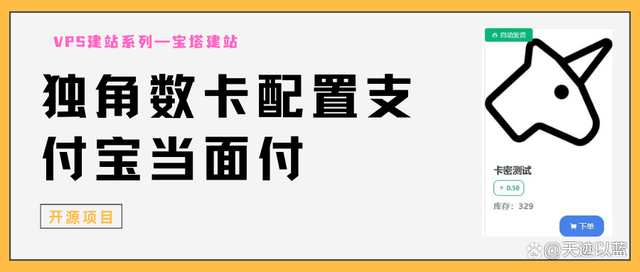 VPS建站系列—宝塔建站
独角数卡配置支
付宝当面付
开源项目
自动发货
卡密测试
¥ 0.50
库存：329
下单
天迹以蓝